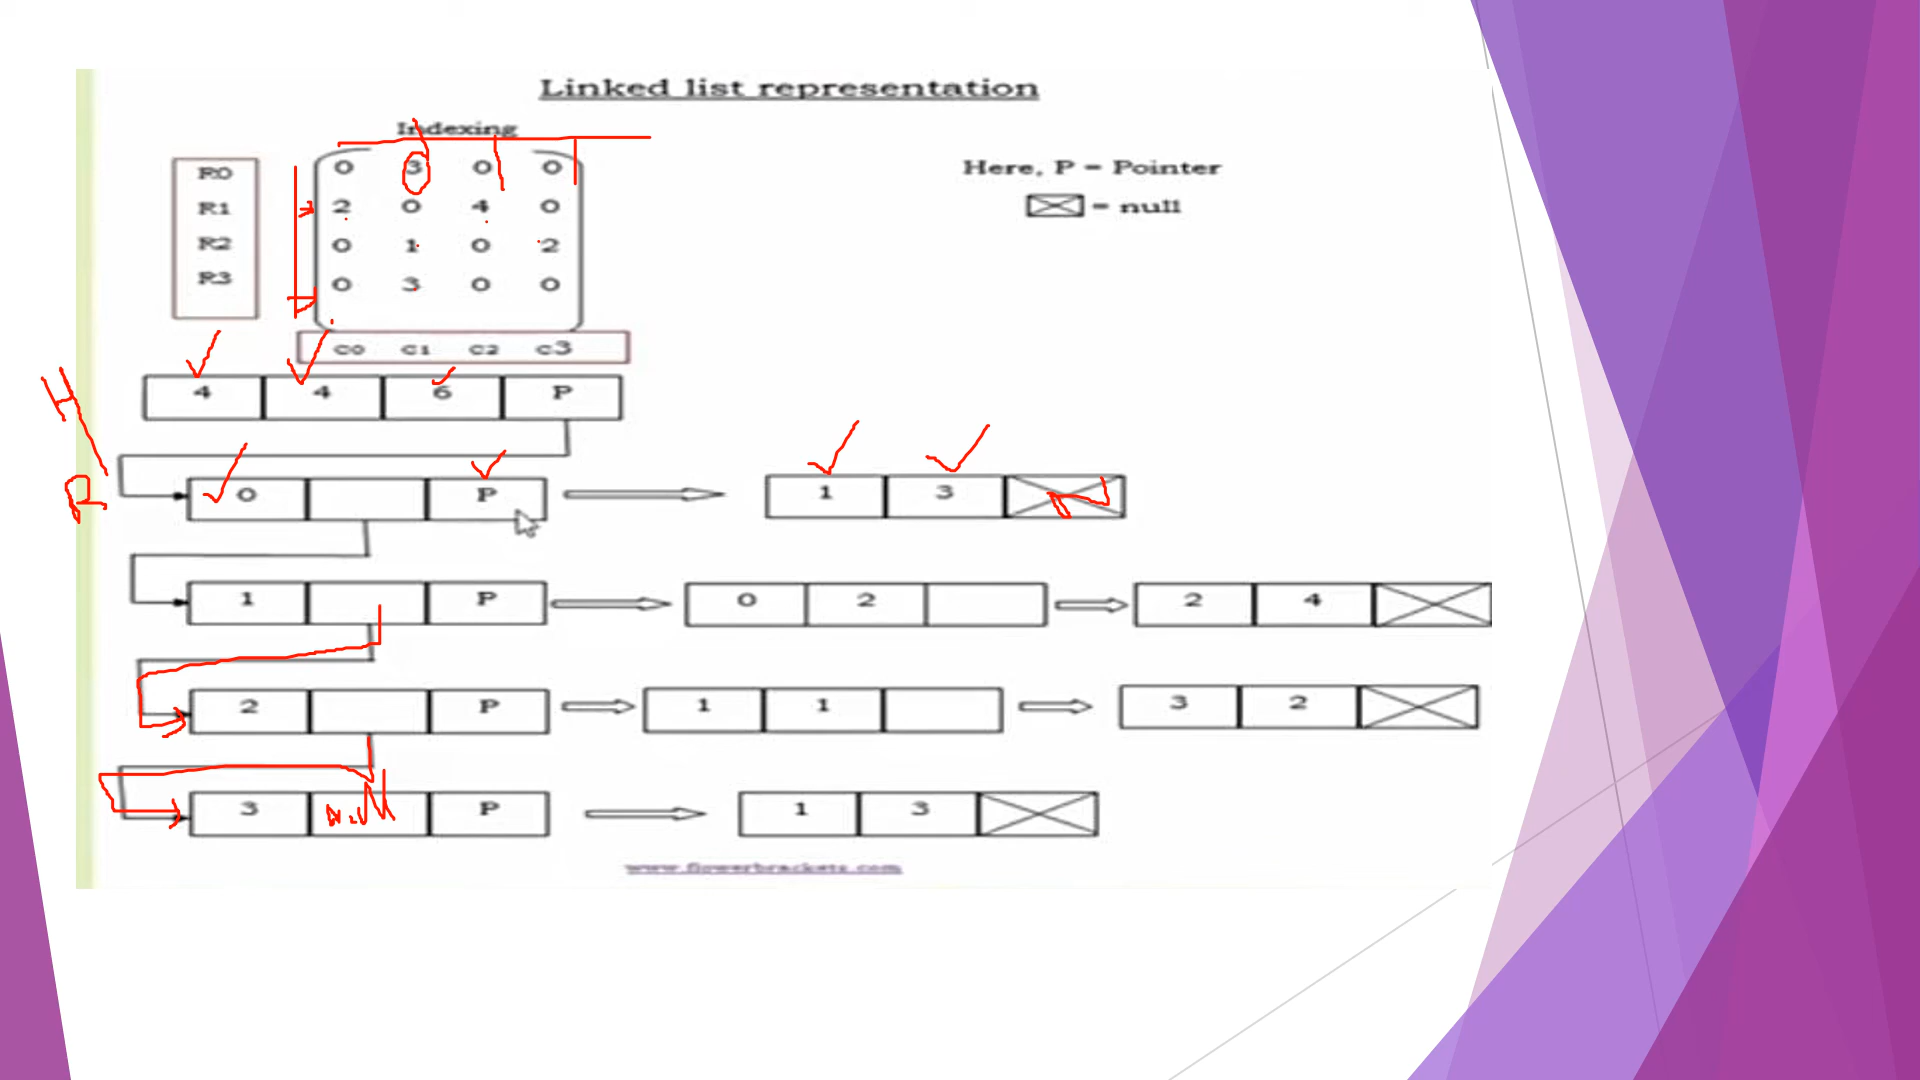 Linked list representation
Indexing
R0 0 3 0 0
R1 2 0 4 0
R2 0 1 0 2
R3 0 3 0 0
C0 C1 C2 C3
Here, P = Pointer
= null
4 4 6 P
H
R
0 P 1 3
1 P 0 2 2 4
2 P 1 1 3 2
3 Null P 1 3
www.flowerbrackets.com